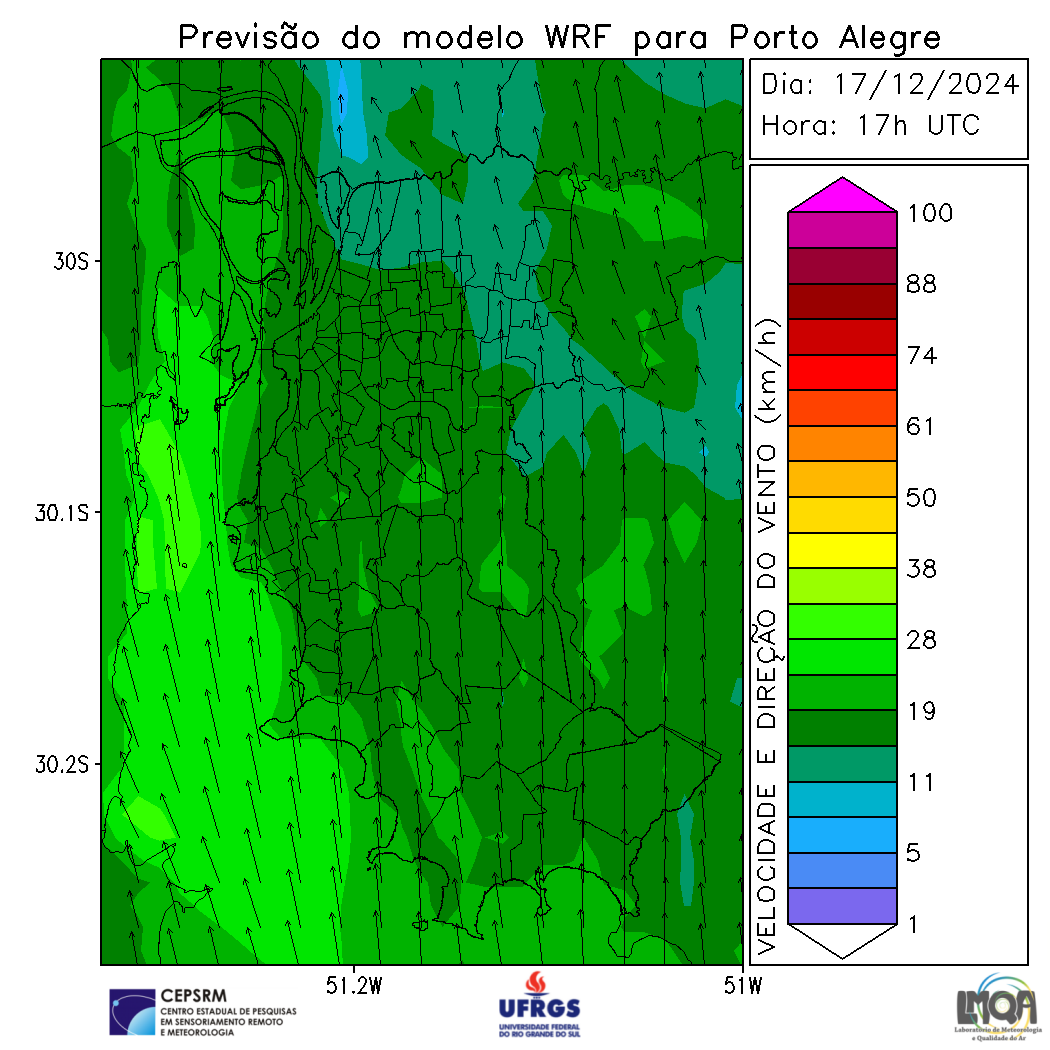 Previsão do modelo WRF para Porto Alegre
Dia: 17/12/2024
Hora: 17h UTC
30S
30.1S
30.2S
51.2W
51W
VELOCIDADE E DIREÇÃO DO VENTO (km/h)
100
88
74
61
50
38
28
19
11
5
1
CEPSRM
CENTRO ESTADUAL DE PESQUISAS
EM SENSORIAMENTO REMOTO
E METEOROLOGIA
UFRGS
UNIVERSIDADE FEDERAL
DO RIO GRANDE DO SUL
LMQA
Laboratório de Meteorologia
e Qualidade do Ar